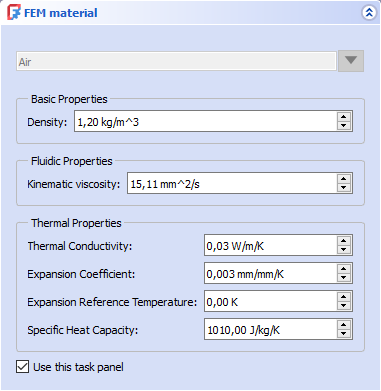 FEM material
Air
Basic Properties
Density: 1,20 kg/m^3
Fluidic Properties
Kinematic viscosity: 15,11 mm^2/s
Thermal Properties
Thermal Conductivity: 0,03 W/m/K
Expansion Coefficient: 0,003 mm/mm/K
Expansion Reference Temperature: 0,00 K
Specific Heat Capacity: 1010,00 J/kg/K
Use this task panel